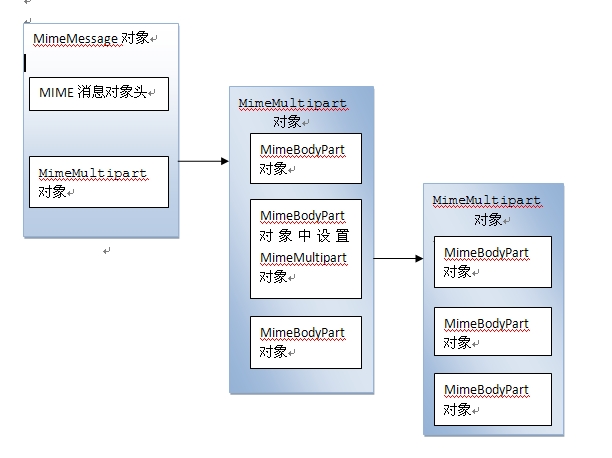 MimeMessage 对象
MIME 消息对象头
MimeMultipart
对象
MimeMultipart
对象
MimeBodyPart
对象
MimeBodyPart
对象中设置
MimeMultipart
对象
MimeBodyPart
对象
MimeMultipart
对象
MimeBodyPart
对象
MimeBodyPart
对象
MimeBodyPart
对象